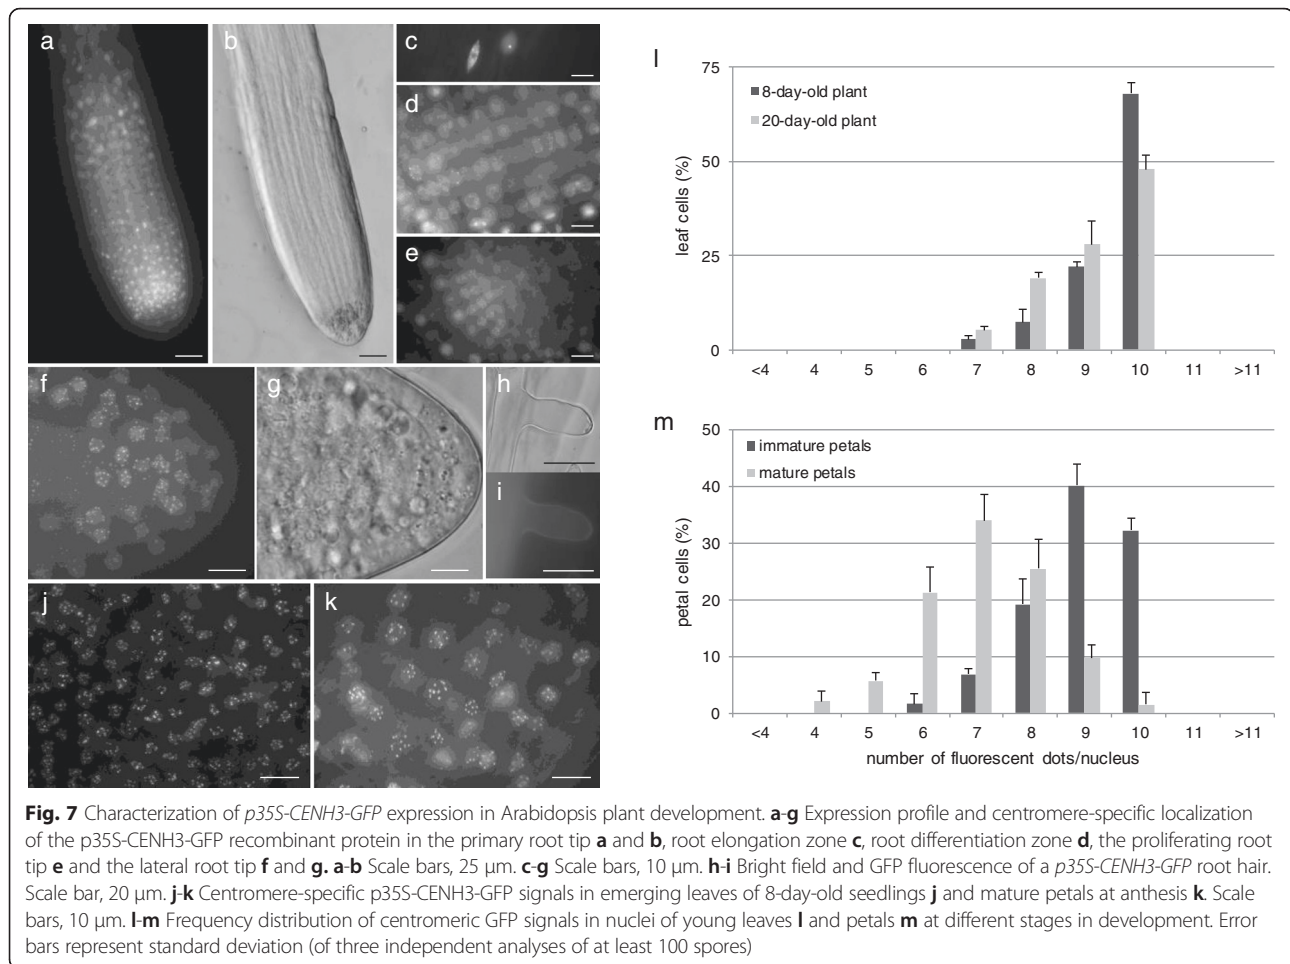 a
b
c
d
e
f
g
h
i
j
k
l
75
50
25
0
leaf cells (%)
8-day-old plant
20-day-old plant
<4 4 5 6 7 8 9 10 11 >11
m
50
40
30
20
10
0
petal cells (%)
immature petals
mature petals
<4 4 5 6 7 8 9 10 11 >11
number of fluorescent dots/nucleus
Fig. 7 Characterization of p35S-CENH3-GFP expression in Arabidopsis plant development. a-g Expression profile and centromere-specific localization
of the p35S-CENH3-GFP recombinant protein in the primary root tip a and b, root elongation zone c, root differentiation zone d, the proliferating root
tip e and the lateral root tip f and g. a-b Scale bars, 25 μm. c-g Scale bars, 10 μm. h-i Bright field and GFP fluorescence of a p35S-CENH3-GFP root hair.
Scale bar, 20 μm. j-k Centromere-specific p35S-CENH3-GFP signals in emerging leaves of 8-day-old seedlings j and mature petals at anthesis k. Scale
bars, 10 μm. l-m Frequency distribution of centromeric GFP signals in nuclei of young leaves l and petals m at different stages in development. Error
bars represent standard deviation (of three independent analyses of at least 100 spores)